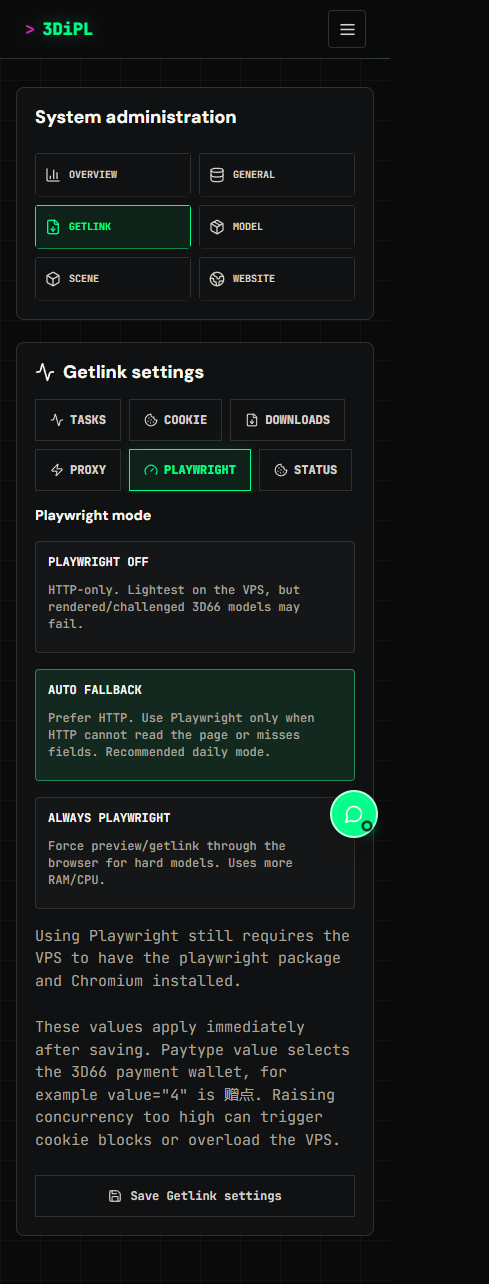 > 3DiPL
System administration
OVERVIEW
GENERAL
GETLINK
MODEL
SCENE
WEBSITE
Getlink settings
TASKS
COOKIE
DOWNLOADS
PROXY
PLAYWRIGHT
STATUS
Playwright mode
PLAYWRIGHT OFF
HTTP-only. Lightest on the VPS, but
rendered/challenged 3D66 models may
fail.
AUTO FALLBACK
Prefer HTTP. Use Playwright only when
HTTP cannot read the page or misses
fields. Recommended daily mode.
ALWAYS PLAYWRIGHT
Force preview/getlink through the
browser for hard models. Uses more
RAM/CPU.
Using Playwright still requires the
VPS to have the playwright package
and Chromium installed.
These values apply immediately
after saving. Paytype value selects
the 3D66 payment wallet, for
example value="4" is 赠点. Raising
concurrency too high can trigger
cookie blocks or overload the VPS.
Save Getlink settings